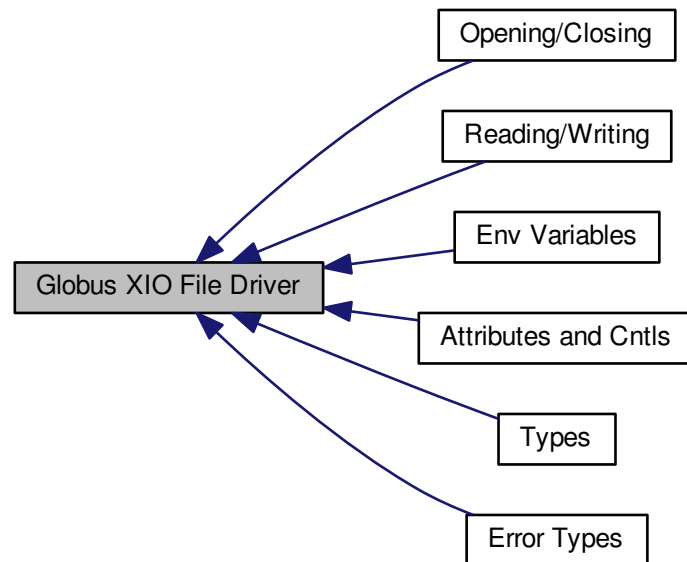 Opening/Closing
Reading/Writing
Env Variables
Globus XIO File Driver
Attributes and Cntls
Types
Error Types